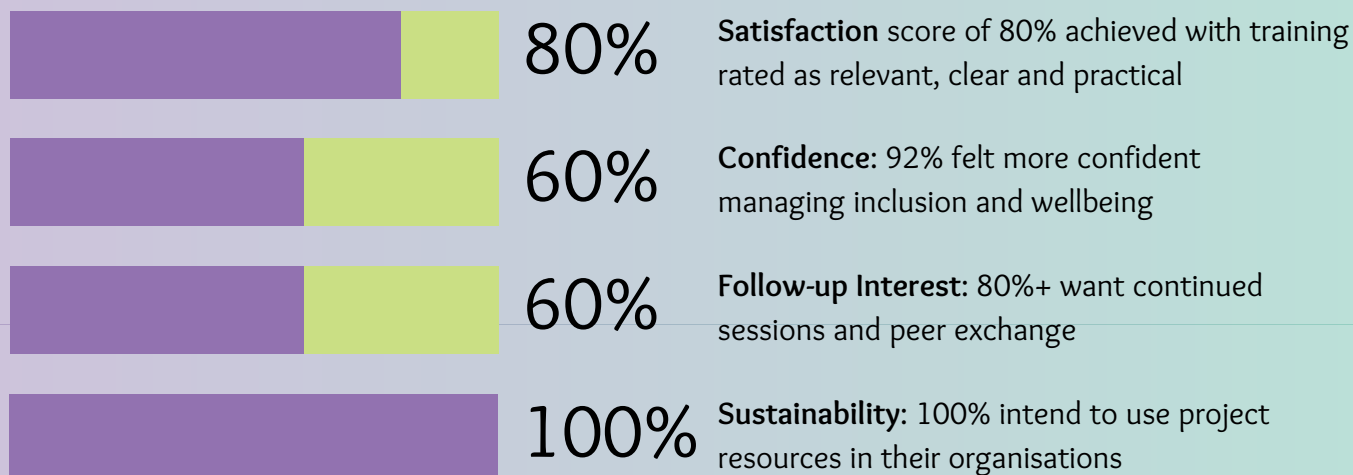 80%
Satisfaction score of 80% achieved with training
rated as relevant, clear and practical
60%
Confidence: 92% felt more confident
managing inclusion and wellbeing
60%
Follow-up Interest: 80%+ want continued
sessions and peer exchange
100%
Sustainability: 100% intend to use project
resources in their organisations